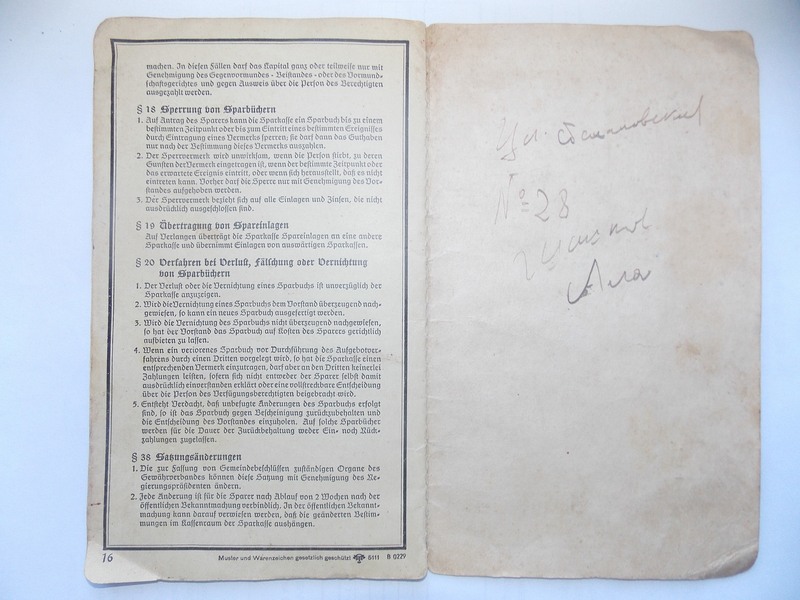 machen. In diesen Fällen darf das Kapital ganz oder teilweise nur mit
Genehmigung des Gegenvormundes - Beistandes - oder des Vormund-
schaftsgerichtes und gegen Ausweis über die Person des Berechtigten
ausgezahlt werden.
§ 18 Sperrung von Sparbüchern
1. Auf Antrag des Sparers kann die Sparkasse ein Sparbuch bis zu einem
bestimmten Zeitpunkt oder bis zum Eintritt eines bestimmten Ereignisses
durch Eintragung eines Vermerks sperren; sie darf dann das Guthaben
nur nach der Bestimmung dieses Vermerks auszahlen.
2. Der Sperrvermerk wird unwirksam, wenn die Person stirbt, zu deren
Gunsten der Vermerk eingetragen ist, wenn der bestimmte Zeitpunkt oder
das erwartete Ereignis eintritt, oder wenn sich herausstellt, daß es nicht
eintreten kann. Vorher darf die Sperre nur mit Genehmigung des Vor-
standes aufgehoben werden.
3. Der Sperrvermerk bezieht sich auf alle Einlagen und Zinsen, die nicht
ausdrücklich ausgeschlossen sind.
§ 19 Übertragung von Spareinlagen
Auf Verlangen überträgt die Sparkasse Spareinlagen an eine andere
Sparkasse und übernimmt Einlagen von auswärtigen Sparkassen.
§ 20 Verfahren bei Verlust, Fälschung oder Vernichtung
von Sparbüchern
1. Der Verlust oder die Vernichtung eines Sparbuchs ist unverzüglich der
Sparkasse anzuzeigen.
2. Wird die Vernichtung eines Sparbuchs dem Vorstand überzeugend nach-
gewiesen, so kann ein neues Sparbuch ausgefertigt werden.
3. Wird die Vernichtung des Sparbuchs nicht überzeugend nachgewiesen,
so hat der Vorstand das Sparbuch auf Kosten des Sparers gerichtlich
aufbieten zu lassen.
4. Wenn ein verlorenes Sparbuch vor Durchführung des Aufgebotver-
fahrens durch einen Dritten vorgelegt wird, so hat die Sparkasse einen
entsprechenden Vermerk einzutragen, darf aber an den Dritten keinerlei
Zahlungen leisten, sofern sich nicht entweder der Sparer selbst damit
ausdrücklich einverstanden erklärt oder eine vollstreckbare Entscheidung
über die Person des Verfügungsberechtigten beigebracht wird.
5. Entsteht Verdacht, daß unbefugte Änderungen des Sparbuchs erfolgt
sind, so ist das Sparbuch gegen Bescheinigung zurückzubehalten und
die Entscheidung des Vorstandes einzuholen. Auf solche Sparbücher
werden für die Dauer der Zurückbehaltung weder Ein- noch Rück-
zahlungen zugelassen.
§ 38 Satzungsänderungen
1. Die zur Fassung von Gemeindebeschlüssen zuständigen Organe des
Gewährverbandes können diese Satzung mit Genehmigung des Re-
gierungspräsidenten ändern.
2. Jede Änderung ist für die Sparer nach Ablauf von 2 Wochen nach der
öffentlichen Bekanntmachung verbindlich. In der öffentlichen Bekannt-
machung kann darauf verwiesen werden, daß die geänderten Bestim-
mungen im Kassenraum der Sparkasse aushängen.
16
Muster und Warenzeichen gesetzlich geschützt 5111 B 0229
Ул.
№ 28